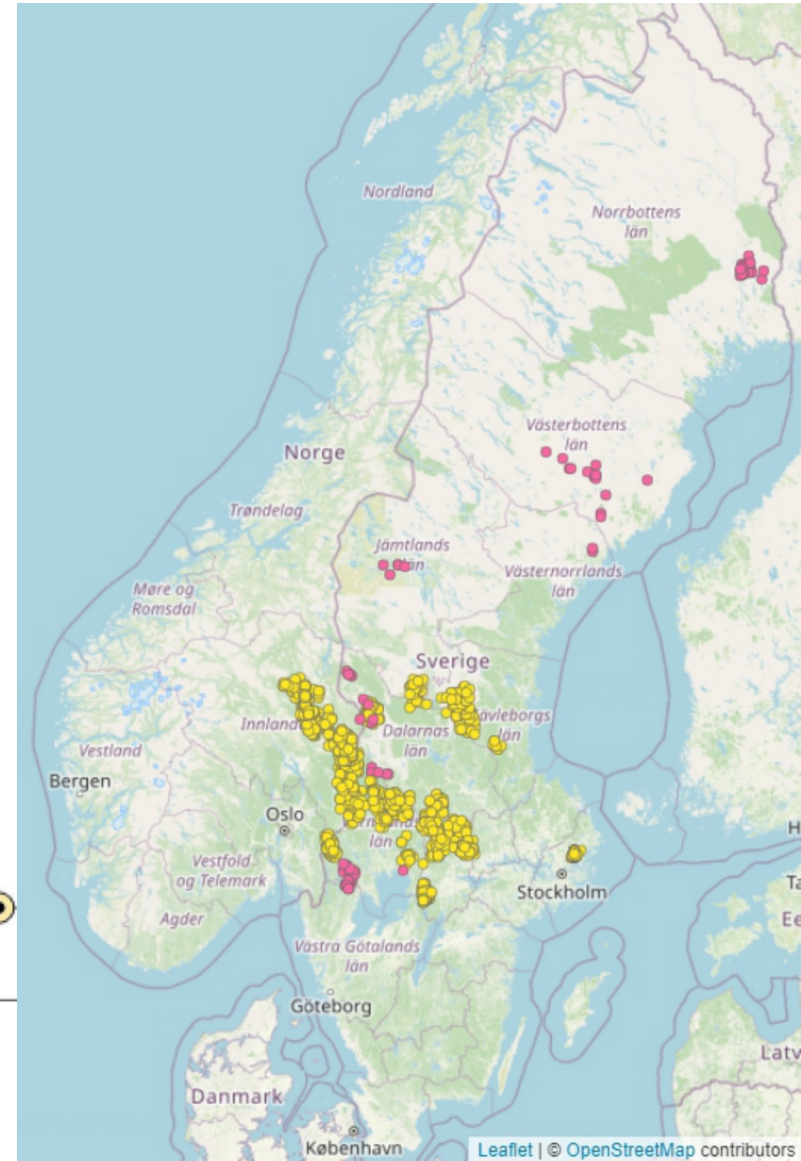 Nordland
Norrbottens
län
Västerbottens
län
Norge
Trøndelag
Jämtlands
län
Västernorrlands
län
Møre og
Romsdal
Sverige
Innland
Gävleborgs
län
Dalarnas
län
Vestland
Bergen
Oslo
län
Vestfold
og Telemark
Stockholm
Agder
Västra Götalands
län
Göteborg
Latv
Danmark
København
Leaflet | © OpenStreetMap contributors